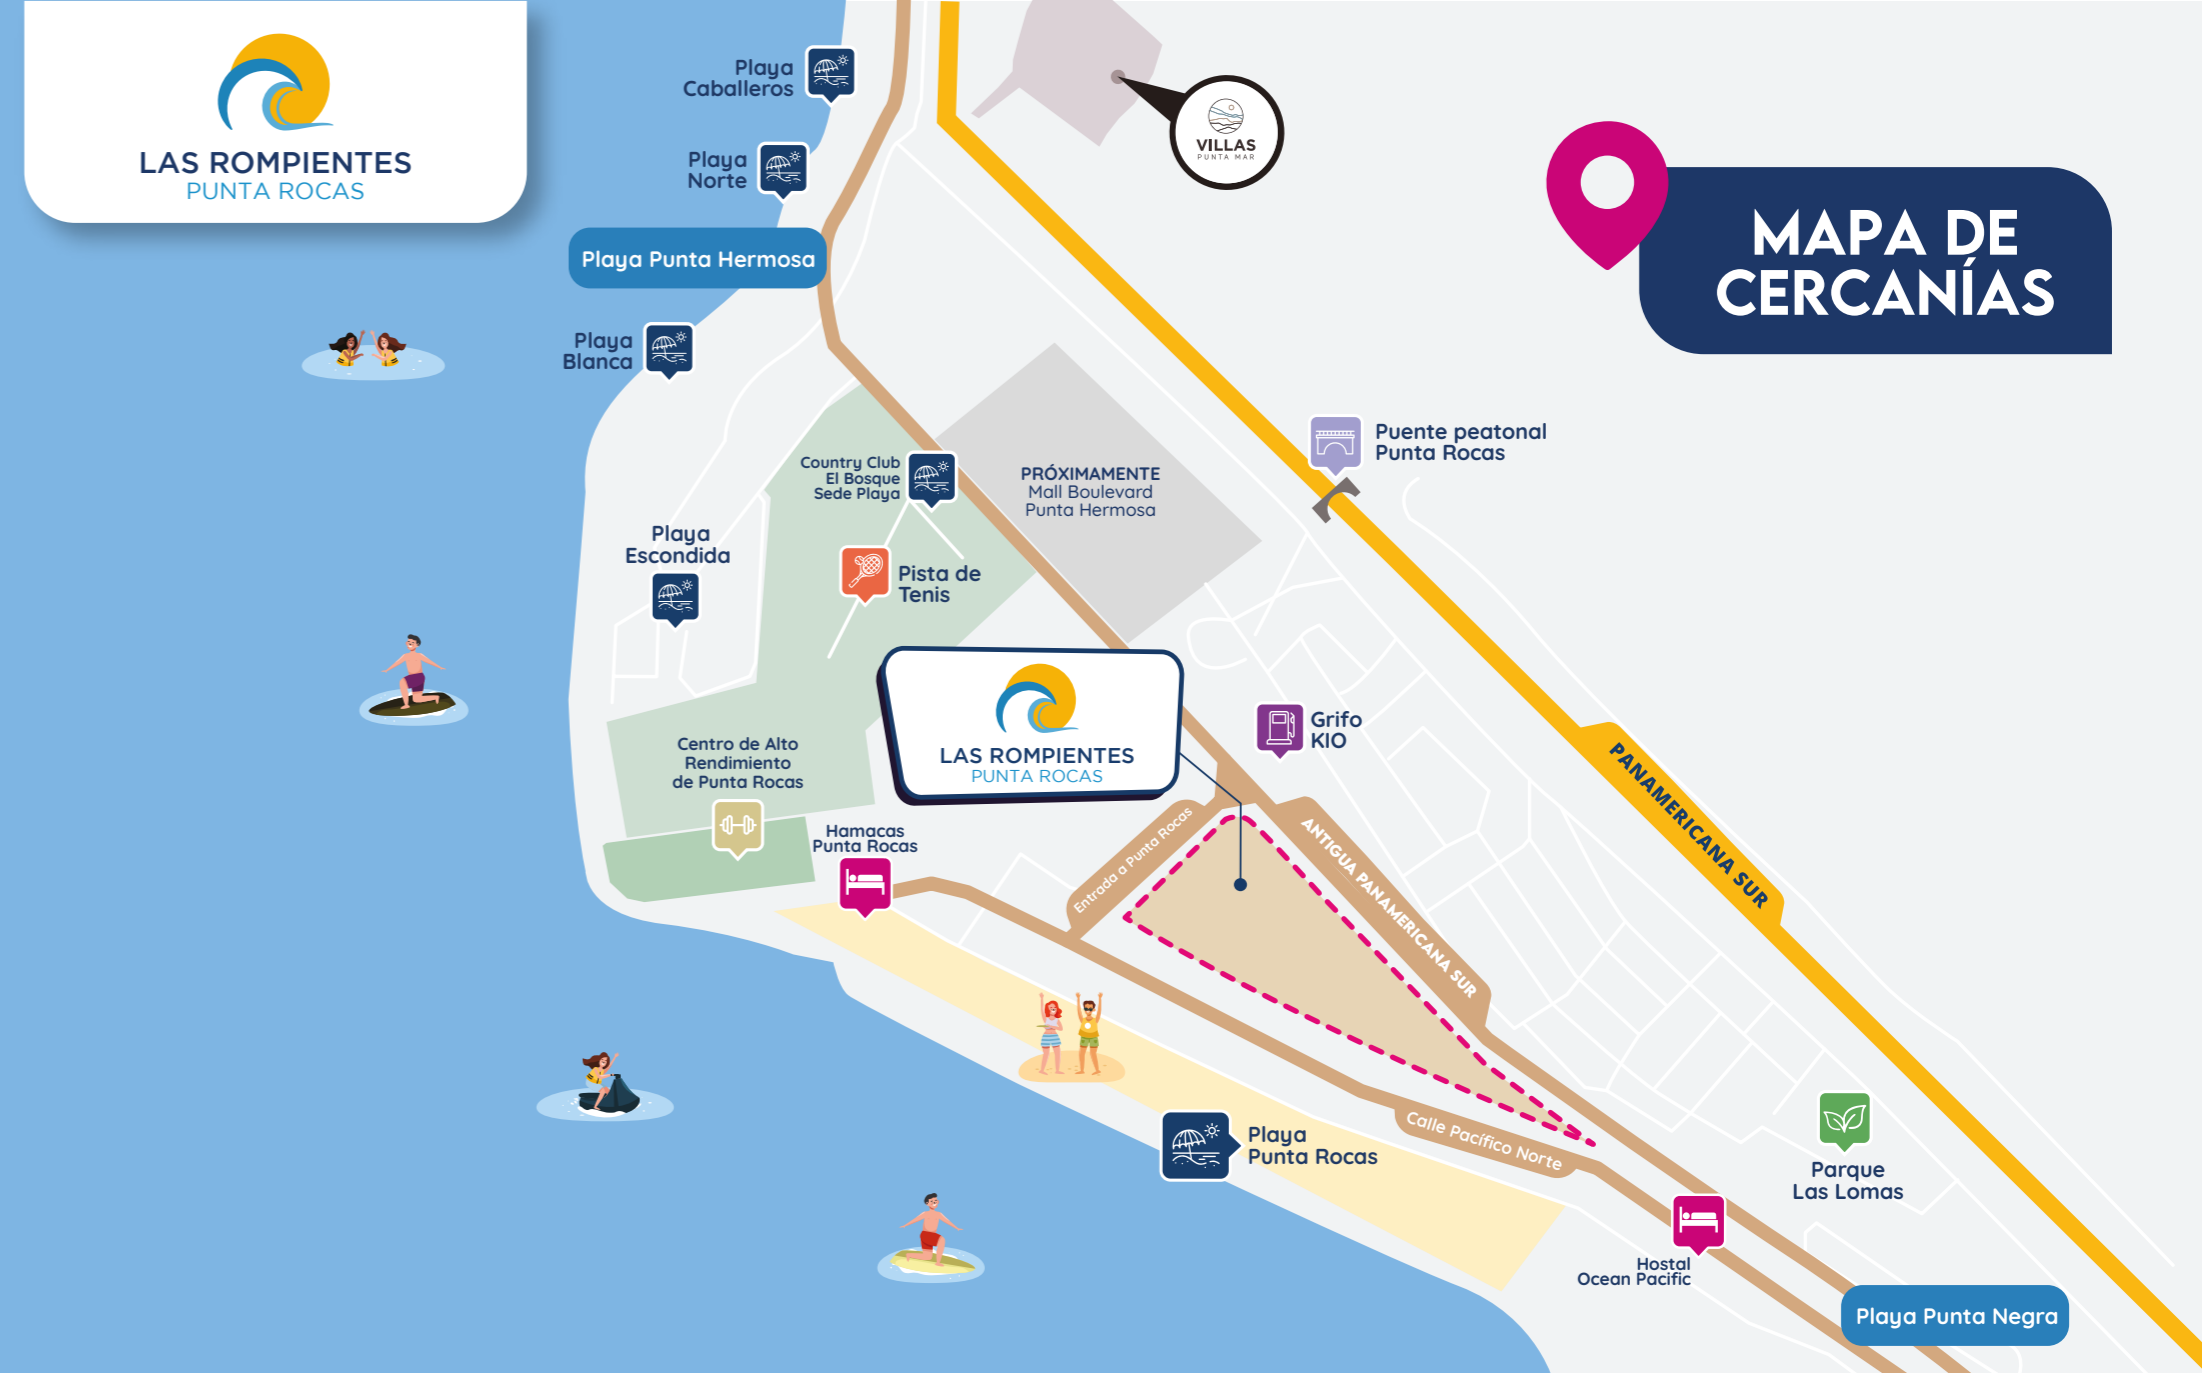 LAS ROMPIENTES
PUNTA ROCAS
MAPA DE
CERCANÍAS
Playa
Caballeros
VILLAS
PUNTA MAR
Playa
Norte
Playa Punta Hermosa
Playa
Blanca
Puente peatonal
Punta Rocas
Country Club
El Bosque
Sede Playa
PRÓXIMAMENTE
Mall Boulevard
Punta Hermosa
Playa
Escondida
Pista de
Tenis
Grifo
KIO
LAS ROMPIENTES
PUNTA ROCAS
Centro de Alto
Rendimiento
de Punta Rocas
PANAMERICANA SUR
Hamacas
Punta Rocas
Entrada a Punta Rocas
ANTIGUA PANAMERICANA SUR
Playa
Punta Rocas
Calle Pacífico Norte
Parque
Las Lomas
Hostal
Ocean Pacific
Playa Punta Negra